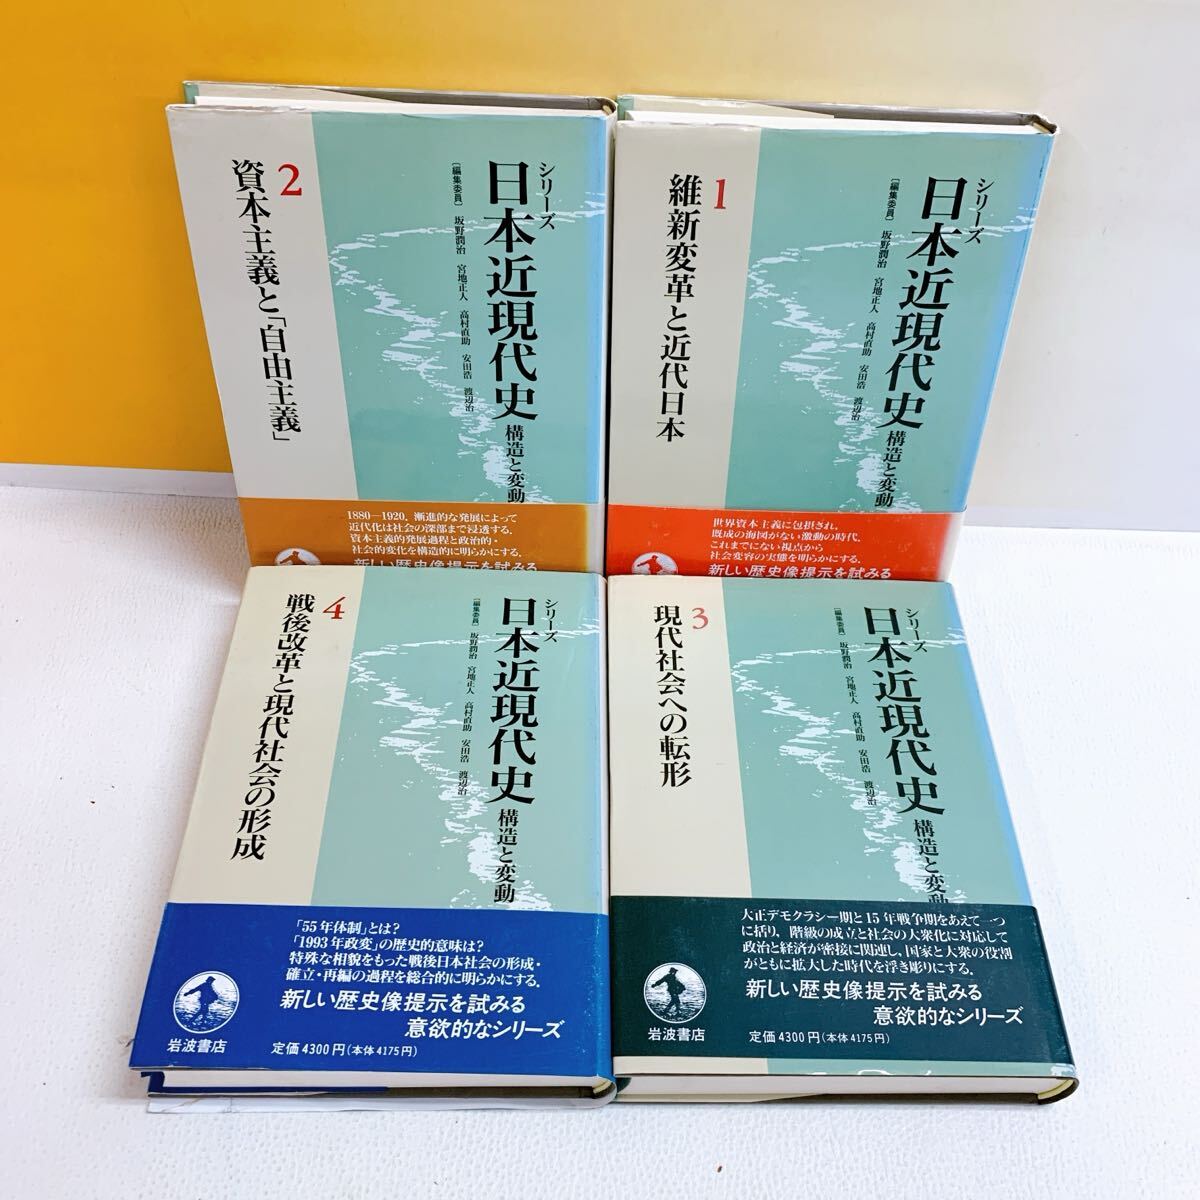 シリーズ
日本近現代史 構造と変動
[編集委員] 坂野潤治 宮地正人 高村直助 安田浩 渡辺治
2
資本主義と「自由主義」
1880―1920、漸進的な発展によって
近代化は社会の深部まで浸透する。
資本主義的発展過程と政治的・
社会的変化を構造的に明らかにする。
新しい歴史像提示を試みる
シリーズ
日本近現代史 構造と変動
[編集委員] 坂野潤治 宮地正人 高村直助 安田浩 渡辺治
1
維新変革と近代日本
世界資本主義に包摂され、
既成の海図がない激動の時代。
これまでにない視点から
社会変容の実態を明らかにする。
新しい歴史像提示を試みる
シリーズ
日本近現代史 構造と変動
[編集委員] 坂野潤治 宮地正人 高村直助 安田浩 渡辺治
4
戦後改革と現代社会の形成
「55年体制」とは?
「1993年政変」の歴史的意味は?
特殊な相貌をもった戦後日本社会の形成・
確立・再編の過程を総合的に明らかにする。
新しい歴史像提示を試みる
意欲的なシリーズ
岩波書店
定価 4300円(本体 4175円)
シリーズ
日本近現代史 構造と変動
[編集委員] 坂野潤治 宮地正人 高村直助 安田浩 渡辺治
3
現代社会への転形
大正デモクラシー期と15年戦争期をあえて一つ
に括り、階級の成立と社会の大衆化に対応して
政治と経済が密接に関連し、国家と大衆の役割
がともに拡大した時代を浮き彫りにする。
新しい歴史像提示を試みる
意欲的なシリーズ
岩波書店
定価 4300円(本体 4175円)